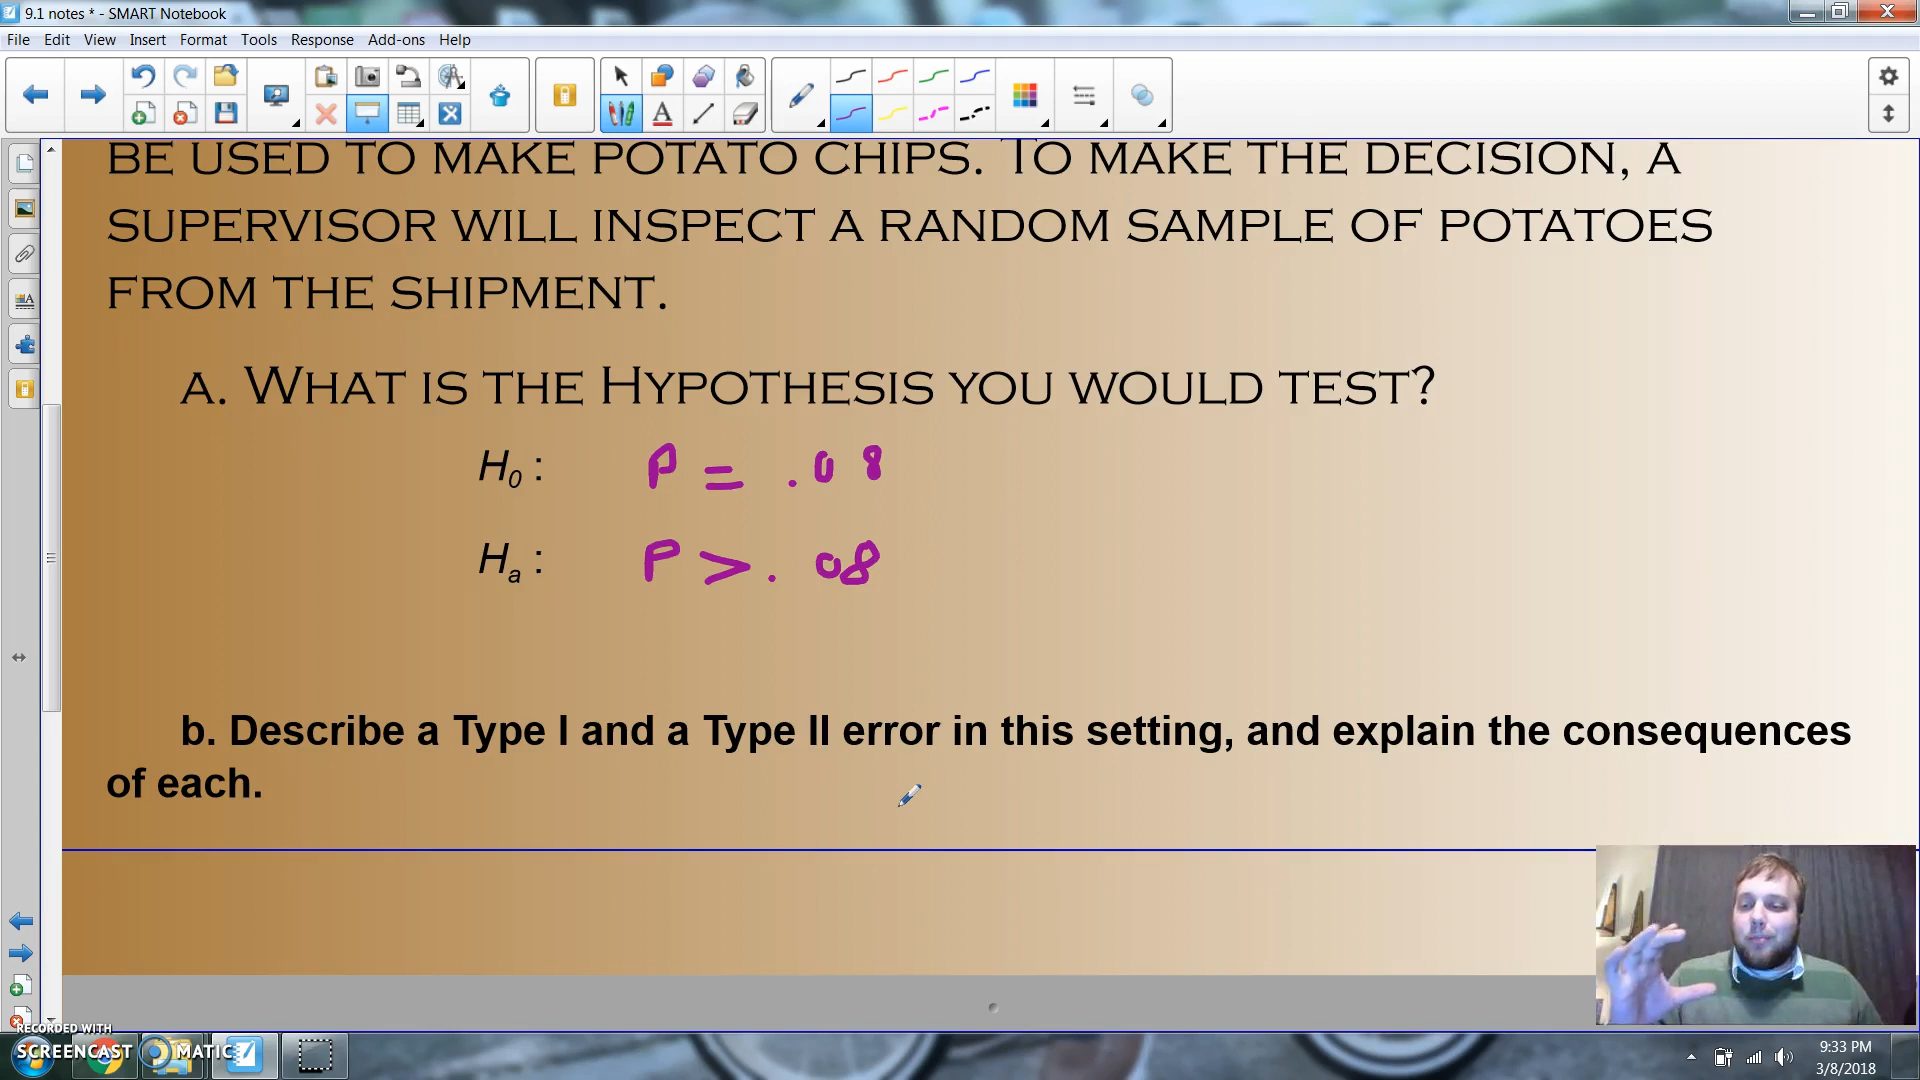 9.1 notes * - SMART Notebook
File Edit View Insert Format Tools Response Add-ons Help
BE USED TO MAKE POTATO CHIPS. TO MAKE THE DECISION, A
SUPERVISOR WILL INSPECT A RANDOM SAMPLE OF POTATOES
FROM THE SHIPMENT.
A. WHAT IS THE HYPOTHESIS YOU WOULD TEST?
H0 : P = .08
Ha : P > .08
b. Describe a Type I and a Type II error in this setting, and explain the consequences
of each.
RECORDED WITH
SCREENCAST MATIC
9:33 PM
3/8/2018